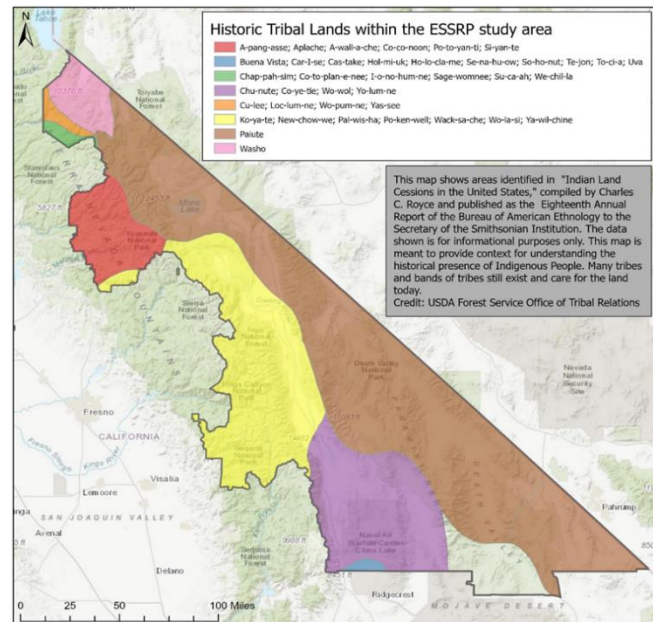 Historic Tribal Lands within the ESSRP study area
A-pang-asse; Aplache; A-wall-a-che; Co-co-noon; Po-to-yan-ti; Si-yan-te
Buena Vista; Car-I-se; Cas-take; Hol-mi-uk; Ho-lo-cla-me; Se-na-hu-ow; So-ho-nut; Te-jon; To-ci-a; Uva
Chap-pah-sim; Co-to-plan-e-nee; I-o-no-hum-ne; Sage-womnee; Su-ca-ah; We-chil-la
Chu-nute; Co-ye-tie; Wo-wol; Yo-lum-ne
Cu-lee; Loc-lum-ne; Wo-pum-ne; Yas-see
Ko-ya-te; New-chow-we; Pal-wis-ha; Po-ken-well; Wack-sa-che; Wo-la-si; Ya-wil-chine
Paiute
Washo
This map shows areas identified in "Indian Land
Cessions in the United States," compiled by Charles
C. Royce and published as the Eighteenth Annual
Report of the Bureau of American Ethnology to the
Secretary of the Smithsonian Institution. The data
shown is for informational purposes only. This map is
meant to provide context for understanding the
historical presence of Indigenous People. Many tribes
and bands of tribes still exist and care for the land
today.
Credit: USDA Forest Service Office of Tribal Relations
N
Lake
Toiyabe
National
Forest
Stanislaus
National
Forest
Mono
Lake
Yosemite
National
Park
Sierra
National
Forest
MOUNTAINS
Inyo
National
Forest
Kings Canyon
National
Park
Death Valley
National
Park
Nevada
National
Security
Site
Fresno
CALIFORNIA
Kings River
Sequoia
National
Park
Visalia
Lemoore
SAN JOAQUIN VALLEY
Avenal
Delano
Sequoia
National
Forest
Naval Air
Warfare Center
China Lake
Pahrump
Ridgecrest
MOJAVE DESERT
0 25 50 100 Miles